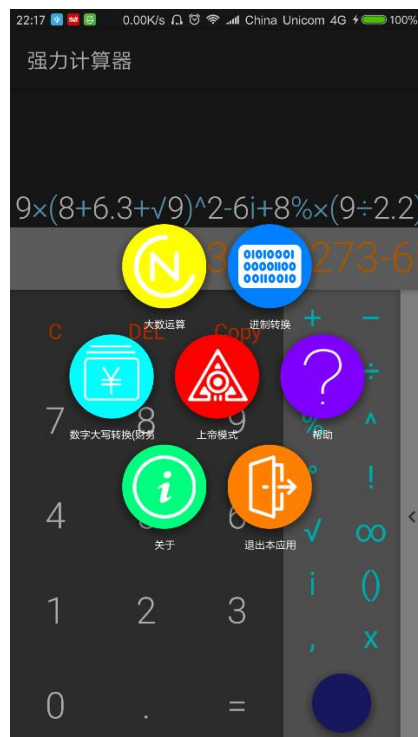 22:17 0.00K/s China Unicom 4G 100%
强力计算器
9×(8+6.3+√9)^2-6i+8%×(9÷2.2)
3 273-6
01010001
00001100
00110010
C DEL Copy + −
大数运算 进制转换
¥ ? ÷
7 8 9 % ^
数字大写转换(财务 上帝模式 帮助
i !
4 6 √ ∞ <
关于 退出本应用
1 2 3 i ()
, x
0 . =